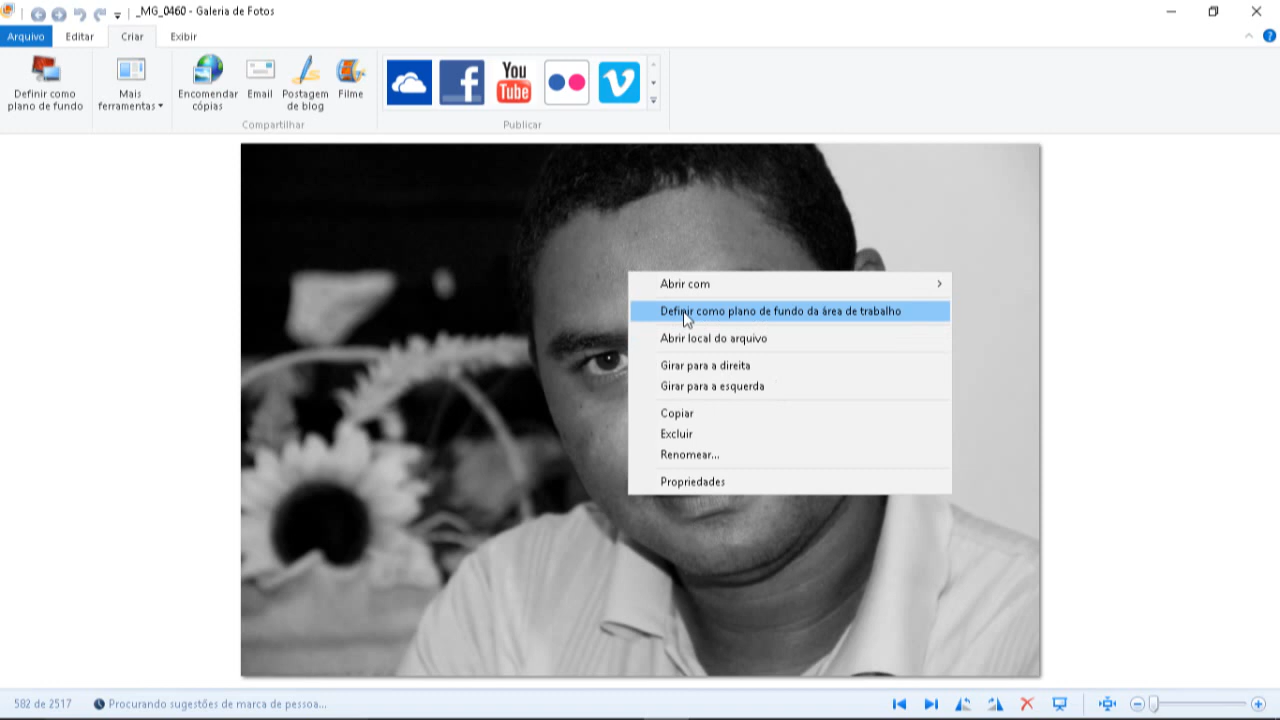 _MG_0460 - Galeria de Fotos
Arquivo Editar Criar Exibir
Definir como
plano de fundo
Mais
ferramentas
Encomendar
cópias
Email
Postagem
de blog
Filme
f
You
Tube
v
Compartilhar
Publicar
Abrir com
Definir como plano de fundo da área de trabalho
Abrir local do arquivo
Girar para a direita
Girar para a esquerda
Copiar
Excluir
Renomear...
Propriedades
582 de 2517
Procurando sugestões de marca de pessoa...